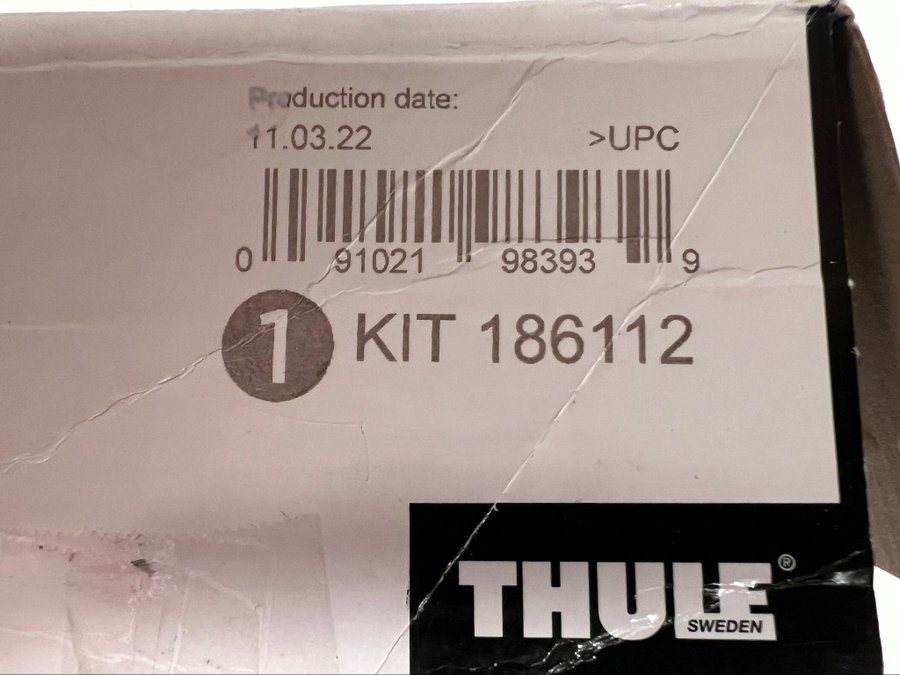 Production date:
11.03.22 >UPC
0 91021 98393 9
1 KIT 186112
THULE®
SWEDEN